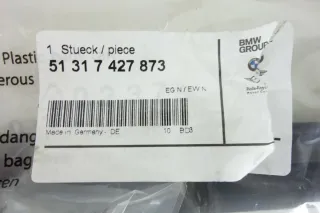 1 Stueck / piece
BMW
GROUP
51 31 7 427 873
EG N / EW N
Made in Germany - DE
10
Plasti
erous
dang
bag
en